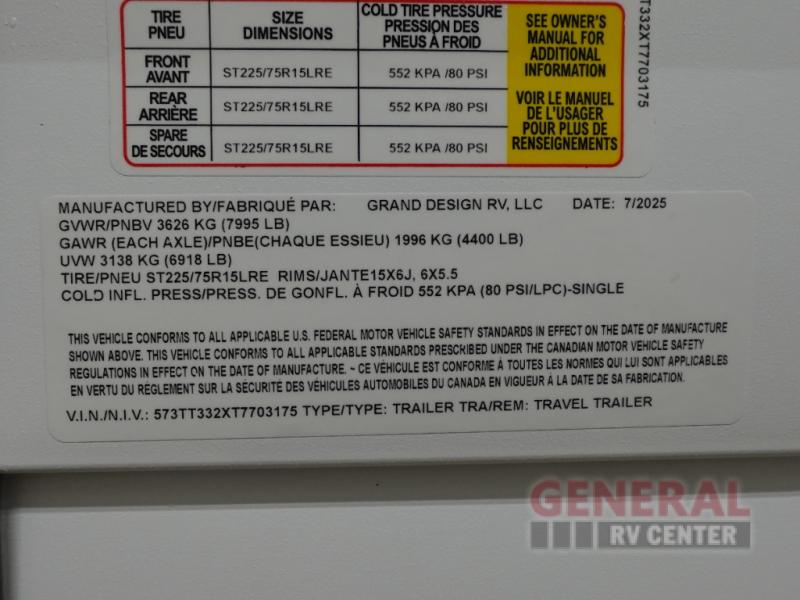 TIRE PNEU SIZE DIMENSIONS COLD TIRE PRESSURE PRESSION DES PNEUS À FROID
FRONT AVANT ST225/75R15LRE 552 KPA /80 PSI
REAR ARRIÈRE ST225/75R15LRE 552 KPA /80 PSI
SPARE DE SECOURS ST225/75R15LRE 552 KPA /80 PSI
SEE OWNER'S
MANUAL FOR
ADDITIONAL
INFORMATION
VOIR LE MANUEL
DE L'USAGER
POUR PLUS DE
RENSEIGNEMENTS
T332XT7703175
MANUFACTURED BY/FABRIQUÉ PAR: GRAND DESIGN RV, LLC DATE: 7/2025
GVWR/PNBV 3626 KG (7995 LB)
GAWR (EACH AXLE)/PNBE(CHAQUE ESSIEU) 1996 KG (4400 LB)
UVW 3138 KG (6918 LB)
TIRE/PNEU ST225/75R15LRE RIMS/JANTE15X6J, 6X5.5
COLD INFL. PRESS/PRESS. DE GONFL. À FROID 552 KPA (80 PSI/LPC)-SINGLE
THIS VEHICLE CONFORMS TO ALL APPLICABLE U.S. FEDERAL MOTOR VEHICLE SAFETY STANDARDS IN EFFECT ON THE DATE OF MANUFACTURE
SHOWN ABOVE. THIS VEHICLE CONFORMS TO ALL APPLICABLE STANDARDS PRESCRIBED UNDER THE CANADIAN MOTOR VEHICLE SAFETY
REGULATIONS IN EFFECT ON THE DATE OF MANUFACTURE. ~ CE VÉHICULE EST CONFORME À TOUTES LES NORMES QUI LUI SONT APPLICABLES
EN VERTU DU RÈGLEMENT SUR LA SÉCURITÉ DES VÉHICULES AUTOMOBILES DU CANADA EN VIGUEUR À LA DATE DE SA FABRICATION.
V.I.N./N.I.V.: 573TT332XT7703175 TYPE/TYPE: TRAILER TRA/REM: TRAVEL TRAILER
GENERAL
RV CENTER